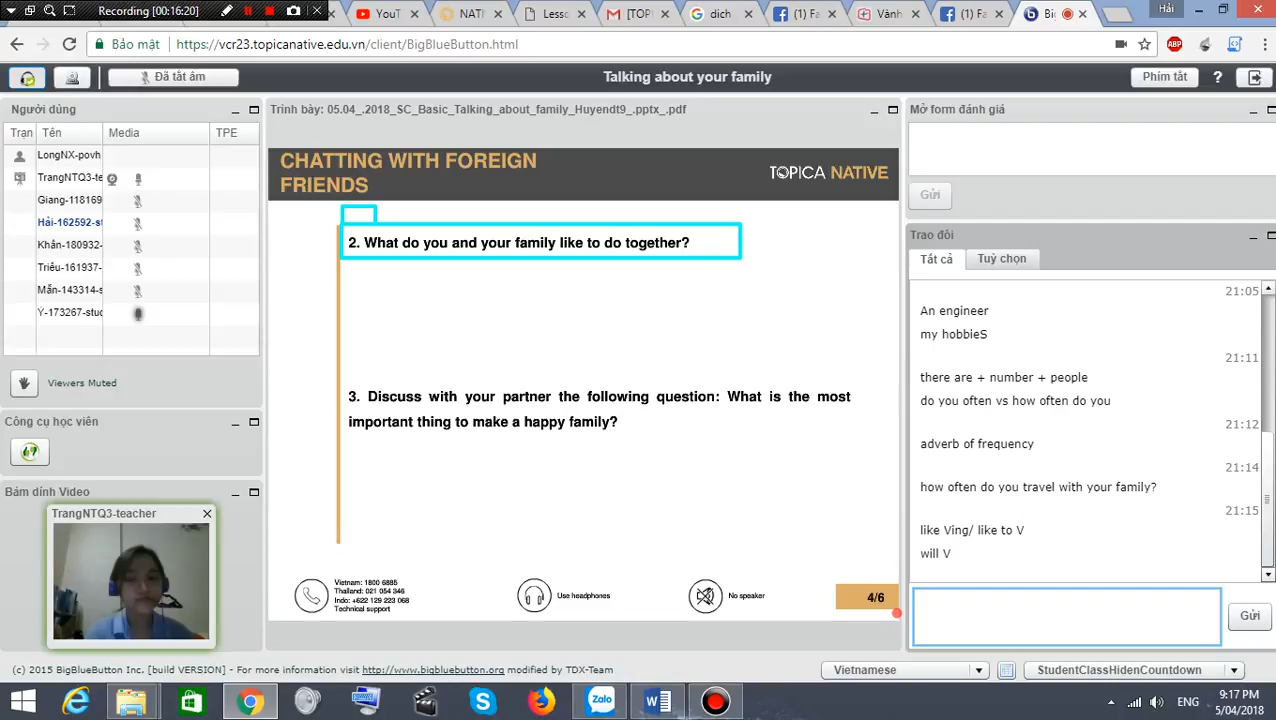 Recording [00:16:20]
YouT
NATI
Lesso
M [TOPI
dich
(1) Fa
Vành
(1) Fa
Bi
Hải
Bảo mật
https://vcr23.topicanative.edu.vn/client/BigBlueButton.html
ABP
Đã tắt âm
Talking about your family
Phím tắt
?
Người dùng
Trạn Tên Media TPE
LongNX-povh
TrangNTQ3-te
Giang-118169
Hải-162592-st
Khân-180932-
Triều-161937-
Mẫn-143314-s
Ý-173267-stud
Viewers Muted
Công cụ học viên
Bám dính Video
TrangNTQ3-teacher
Trình bày: 05.04_.2018_SC_Basic_Talking_about_family_Huyendt9_.pptx_.pdf
CHATTING WITH FOREIGN
FRIENDS
TOPICA NATIVE
2. What do you and your family like to do together?
3. Discuss with your partner the following question: What is the most
important thing to make a happy family?
Vietnam: 1800 6885
Thailand: 021 054 346
Indo: +622 129 223 068
Technical support
Use headphones
No speaker
4/6
Mở form đánh giá
Gửi
Trao đổi
Tất cả
Tuỳ chọn
21:05
An engineer
my hobbieS
21:11
there are + number + people
do you often vs how often do you
21:12
adverb of frequency
21:14
how often do you travel with your family?
21:15
like Ving/ like to V
will V
Gửi
(c) 2015 BigBlueButton Inc. [build VERSION] - For more information visit http://www.bigbluebutton.org modified by TDX-Team
Vietnamese
StudentClassHidenCountdown
Zalo
ENG
9:17 PM
5/04/2018